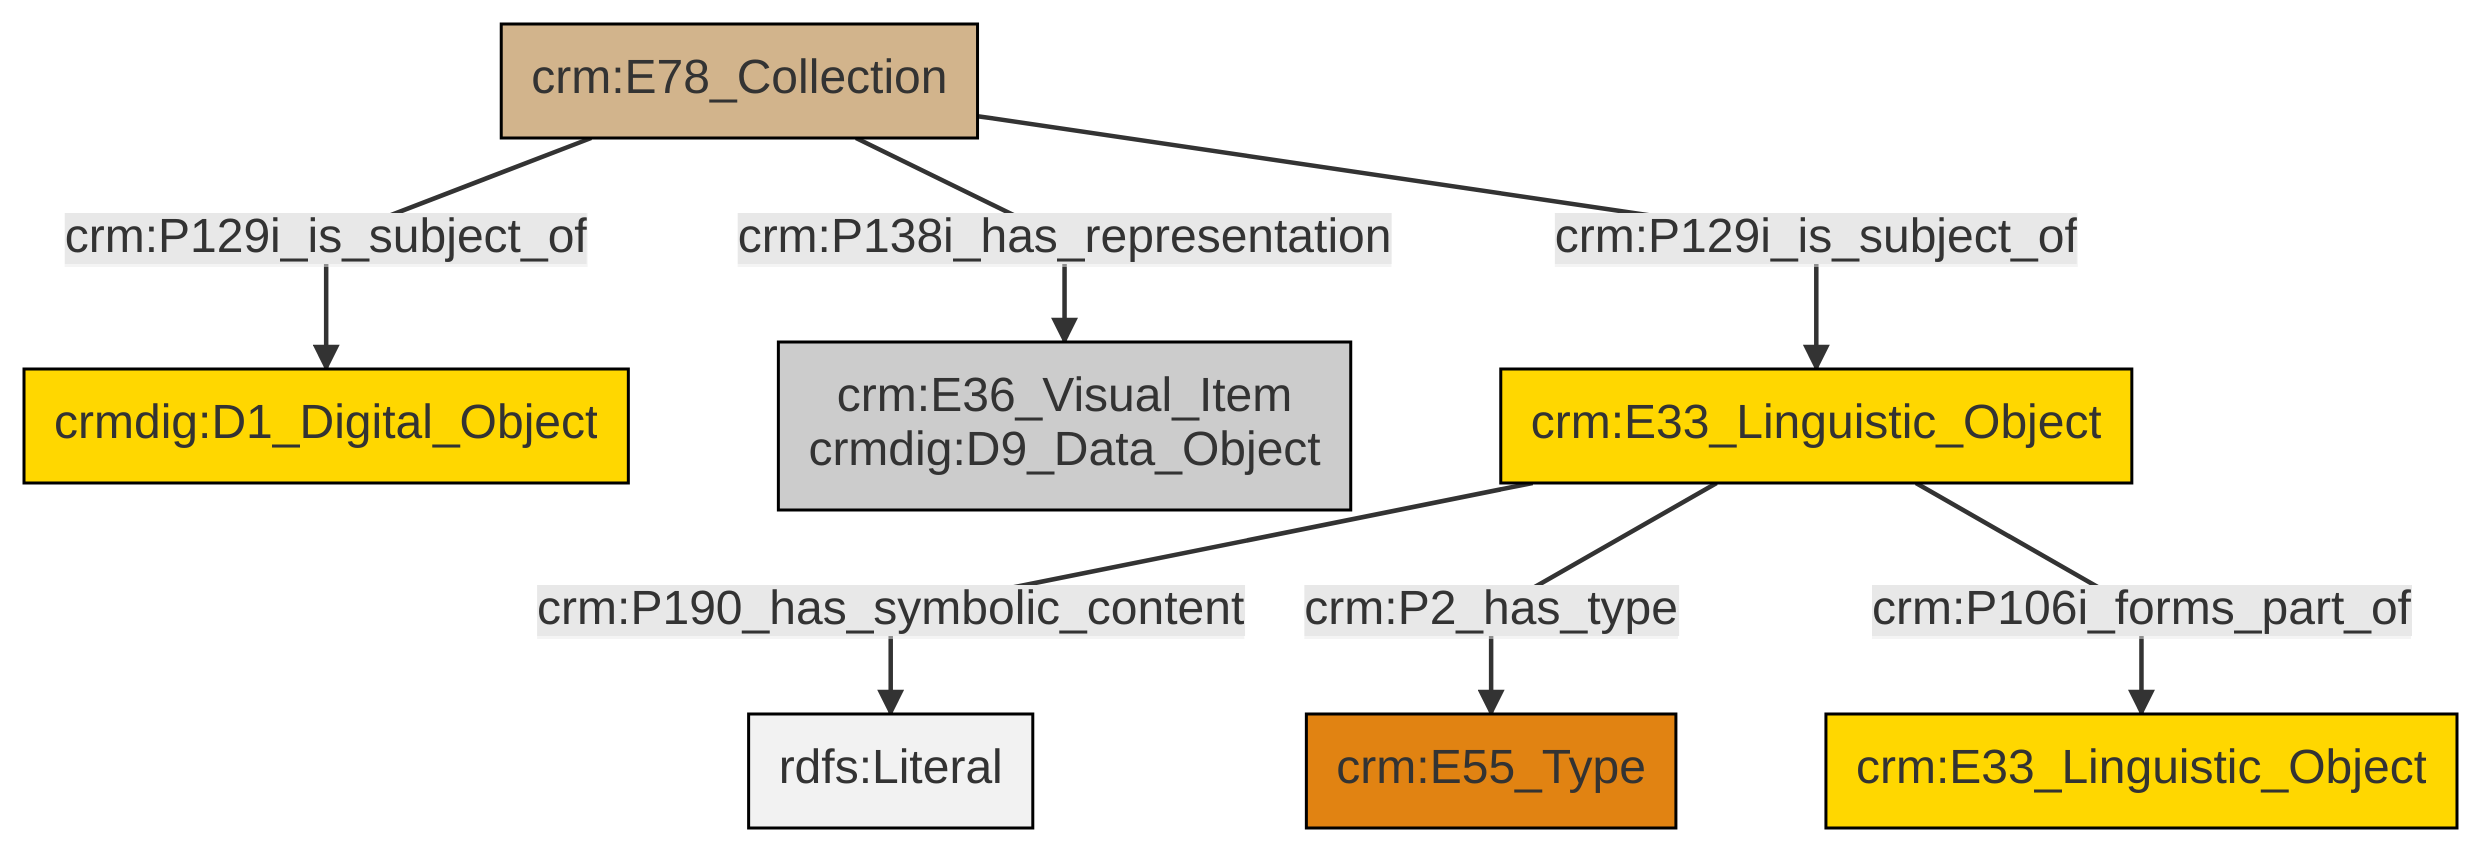 crm:E78_Collection
crm:P129i_is_subject_of
crm:P138i_has_representation
crm:P129i_is_subject_of
crmdig:D1_Digital_Object
crm:E36_Visual_Item
crmdig:D9_Data_Object
crm:E33_Linguistic_Object
crm:P190_has_symbolic_content
crm:P2_has_type
crm:P106i_forms_part_of
rdfs:Literal
crm:E55_Type
crm:E33_Linguistic_Object